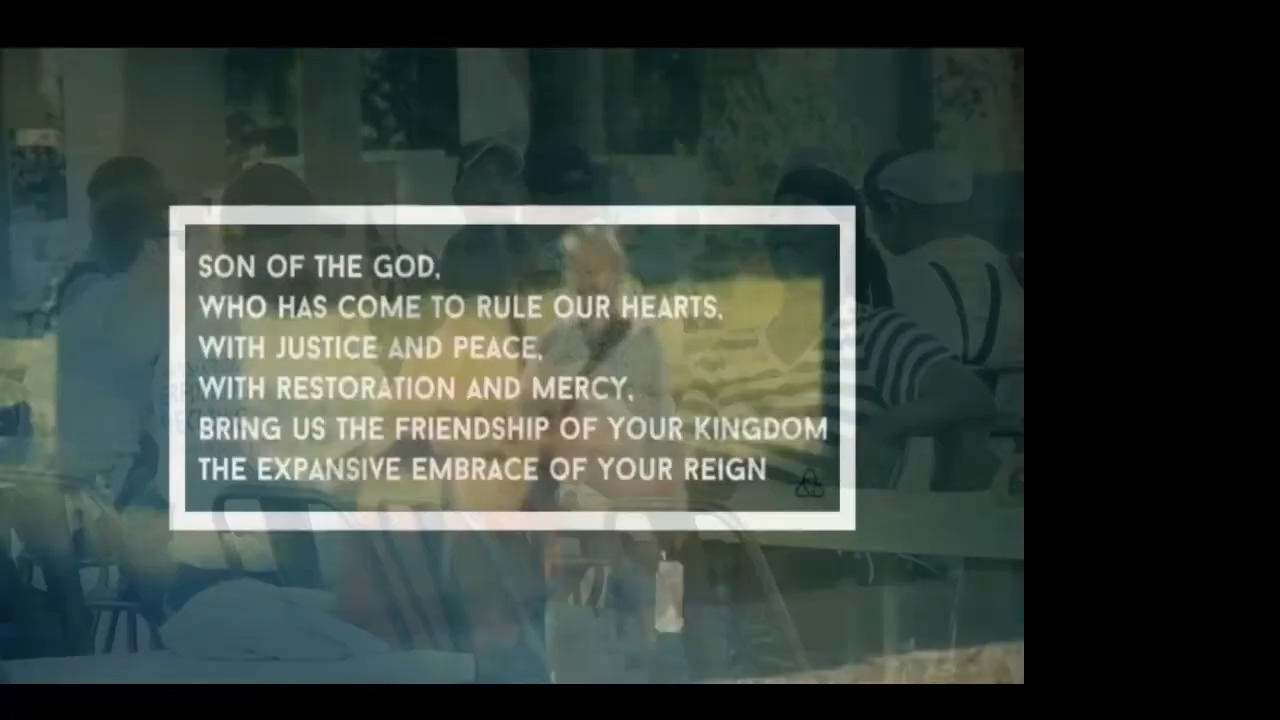 SON OF THE GOD,
WHO HAS COME TO RULE OUR HEARTS,
WITH JUSTICE AND PEACE,
WITH RESTORATION AND MERCY,
BRING US THE FRIENDSHIP OF YOUR KINGDOM
THE EXPANSIVE EMBRACE OF YOUR REIGN